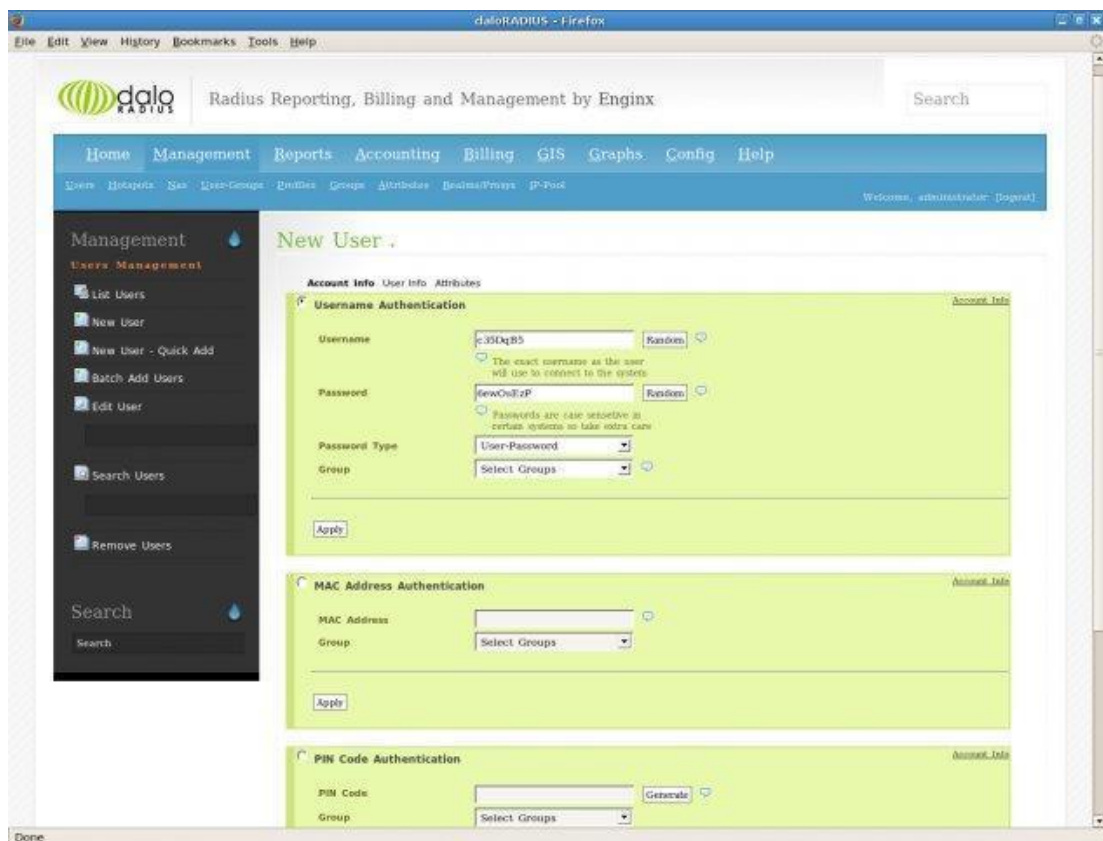 daloRADIUS - Firefox
File Edit View History Bookmarks Tools Help
dalo
RADIUS
Radius Reporting, Billing and Management by Enginx
Search
Home Management Reports Accounting Billing GIS Graphs Config Help
Users Hotspots Nas User-Groups Profiles Groups Attributes Realms/Proxys IP-Pool
Welcome, administrator [logout]
Management
Users Management
List Users
New User
New User - Quick Add
Batch Add Users
Edit User
Search Users
Remove Users
Search
Search
New User .
Account Info User Info Attributes
Username Authentication
Account Info
Username
c35DqB5
Random
The exact username as the user
will use to connect to the system
Password
Random
Passwords are case sensetive in
certain systems so take extra care
Password Type
User-Password
Group
Select Groups
Apply
MAC Address Authentication
Account Info
MAC Address
Group
Select Groups
Apply
PIN Code Authentication
Account Info
PIN Code
Generate
Group
Select Groups
Done